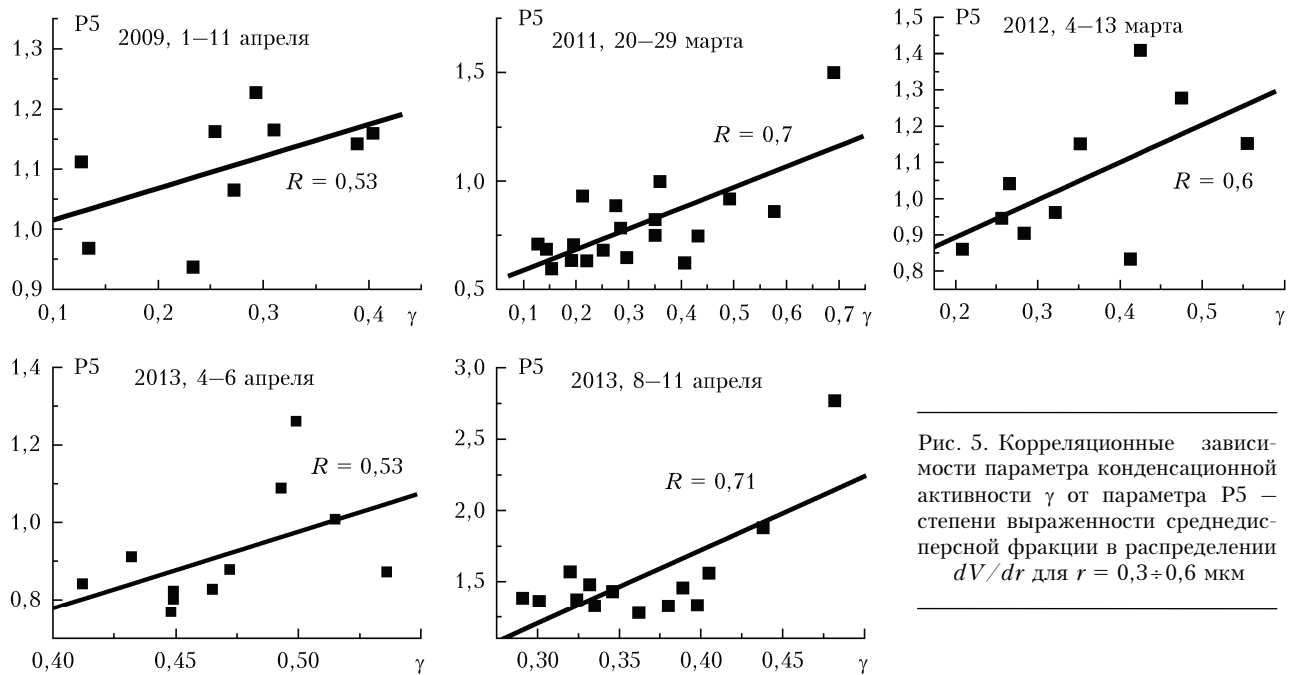 P5
2009, 1–11 апреля
1,3
1,2
1,1
1,0
0,9
R = 0,53
0,1 0,2 0,3 0,4 γ
P5
2011, 20–29 марта
1,5
1,0
0,5
R = 0,7
0,1 0,2 0,3 0,4 0,5 0,6 0,7 γ
P5
2012, 4–13 марта
1,5
1,4
1,3
1,2
1,1
1,0
0,9
0,8
R = 0,6
0,2 0,3 0,4 0,5 γ
P5
2013, 4–6 апреля
1,4
1,2
1,0
0,8
R = 0,53
0,40 0,45 0,50 γ
P5
2013, 8–11 апреля
3,0
2,5
2,0
1,5
R = 0,71
0,30 0,35 0,40 0,45 γ
Рис. 5. Корреляционные зависи-
мости параметра конденсационной
активности γ от параметра P5 –
степени выраженности среднедис-
персной фракции в распределении
dV/dr для r = 0,3÷0,6 мкм